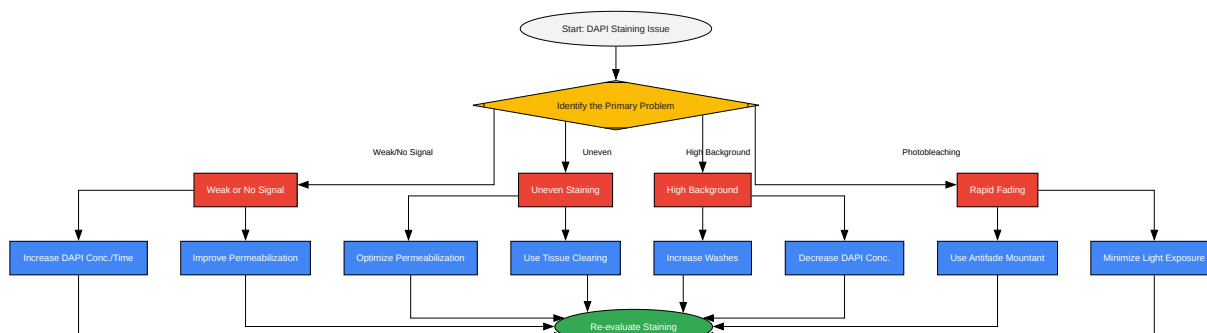 Start: DAPI Staining Issue
Identify the Primary Problem
Weak/No Signal
Uneven
High Background
Photobleaching
Weak or No Signal
Uneven Staining
High Background
Rapid Fading
Increase DAPI Conc./Time
Improve Permeabilization
Optimize Permeabilization
Use Tissue Clearing
Increase Washes
Decrease DAPI Conc.
Use Antifade Mountant
Minimize Light Exposure
Re-evaluate Staining